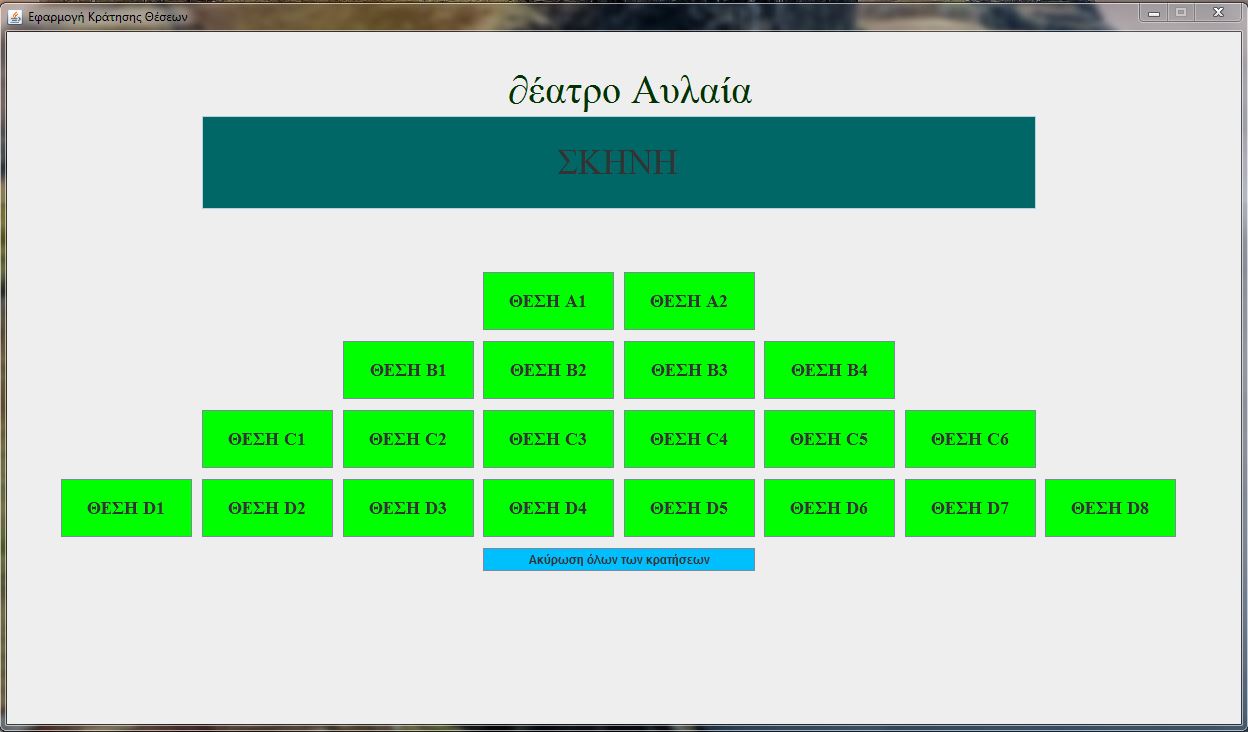 Εφαρμογή Κράτησης Θέσεων
∂έατρο Αυλαία
ΣΚΗΝΗ
ΘΕΣΗ A1 ΘΕΣΗ A2
ΘΕΣΗ B1 ΘΕΣΗ B2 ΘΕΣΗ B3 ΘΕΣΗ B4
ΘΕΣΗ C1 ΘΕΣΗ C2 ΘΕΣΗ C3 ΘΕΣΗ C4 ΘΕΣΗ C5 ΘΕΣΗ C6
ΘΕΣΗ D1 ΘΕΣΗ D2 ΘΕΣΗ D3 ΘΕΣΗ D4 ΘΕΣΗ D5 ΘΕΣΗ D6 ΘΕΣΗ D7 ΘΕΣΗ D8
Ακύρωση όλων των κρατήσεων